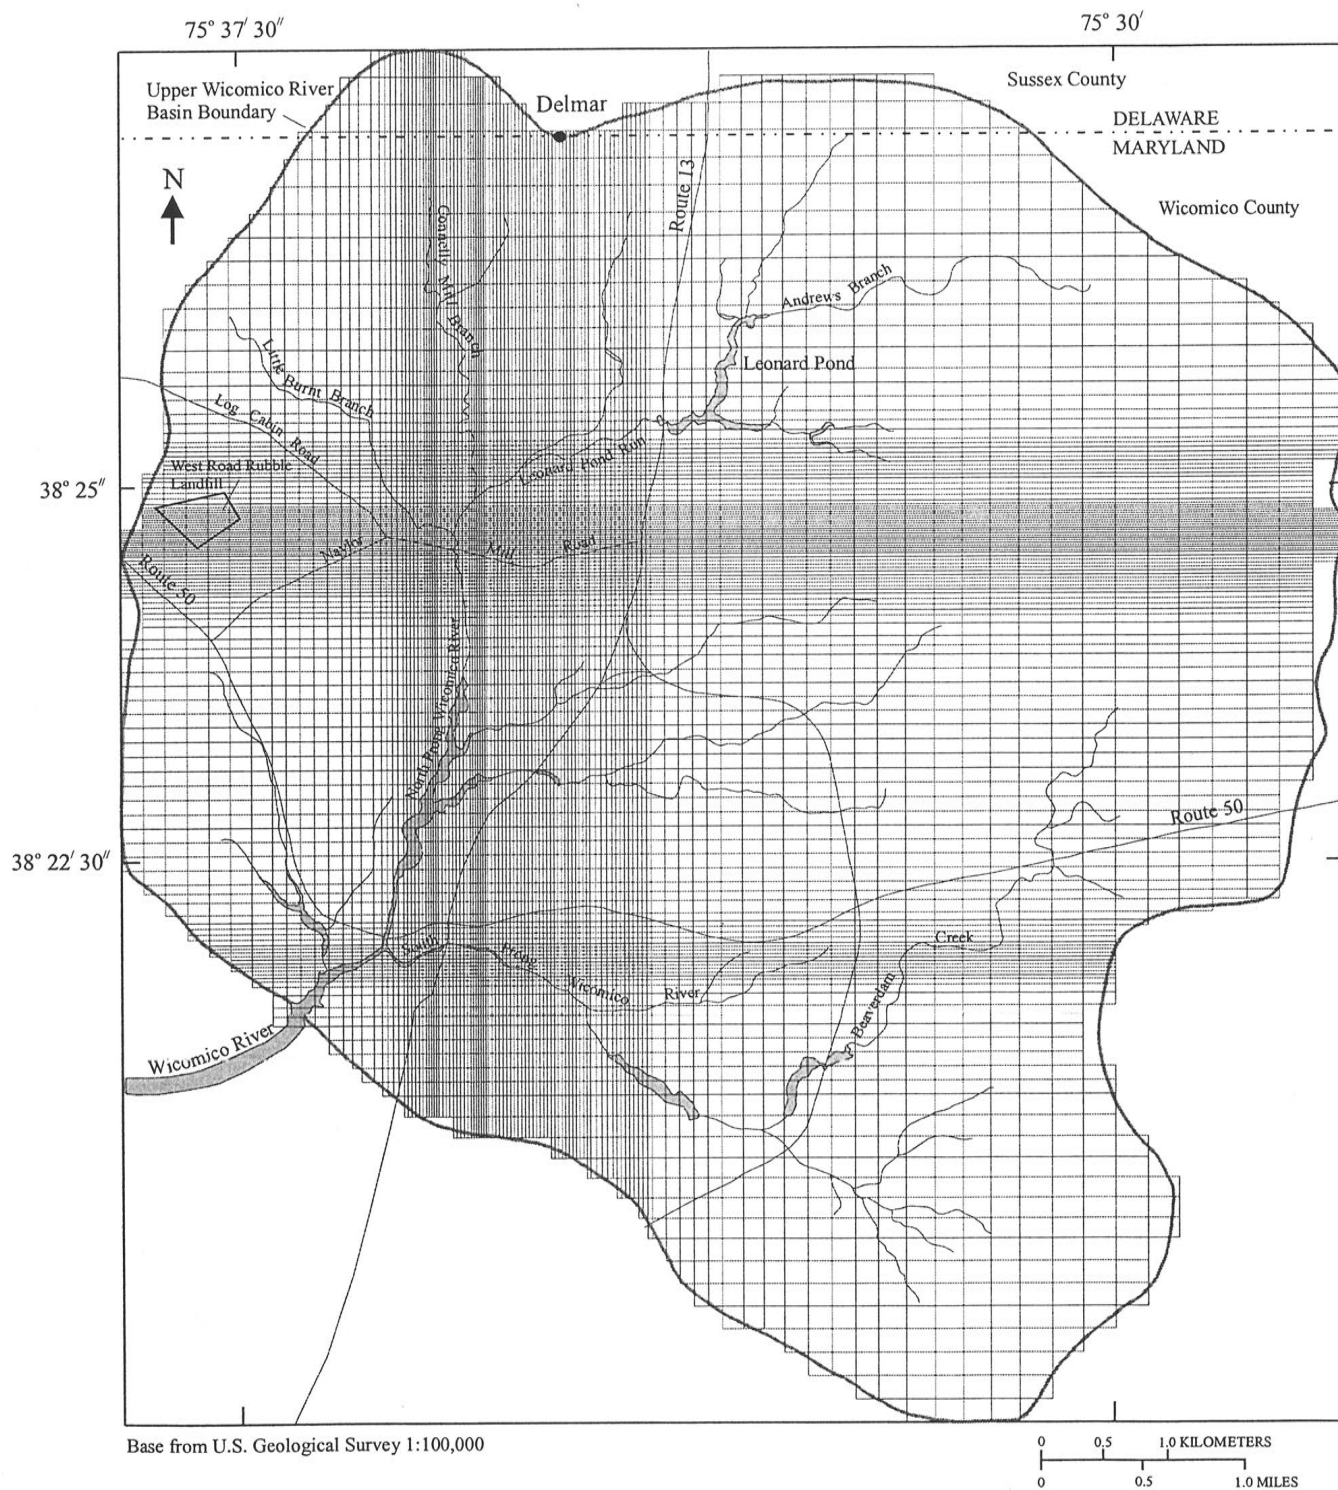 75° 37′ 30″
75° 30′
Upper Wicomico River
Basin Boundary
Delmar
Sussex County
DELAWARE
MARYLAND
N
Route 13
Wicomico County
Connelly Mill Branch
Andrews Branch
Leonard Pond
Little Burnt Branch
Log Cabin Road
Leonard Pond Run
West Road Rubble
Landfill
38° 25″
Naylor Mill Road
Route 50
North Prong Wicomico River
Route 50
38° 22′ 30″
South Prong Wicomico River
Creek
Beaverdam
Wicomico River
Base from U.S. Geological Survey 1:100,000
0 0.5 1.0 KILOMETERS
0 0.5 1.0 MILES